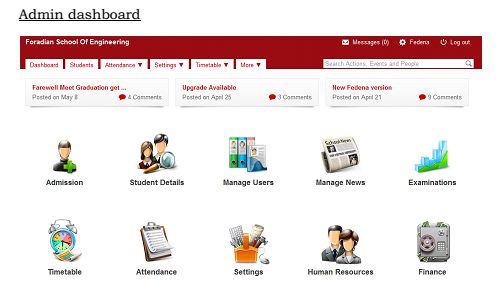 Admin dashboard
Foradian School Of Engineering
Messages (0) Fedena Log out
Dashboard Students Attendance ▼ Settings ▼ Timetable ▼ More ▼
Search Actions, Events and People
Farewell Meet Graduation got ...
Posted on May 8 4 Comments
Upgrade Available
Posted on April 25 3 Comments
New Fedena version
Posted on April 21 9 Comments
School News
Admission Student Details Manage Users Manage News Examinations
Timetable Attendance Settings Human Resources Finance